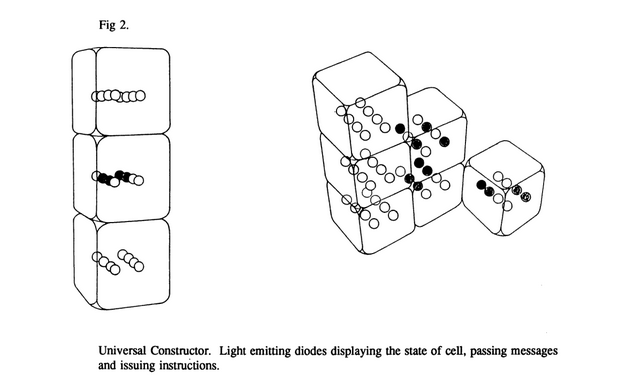 Fig 2.
Universal Constructor. Light emitting diodes displaying the state of cell, passing messages
and issuing instructions.